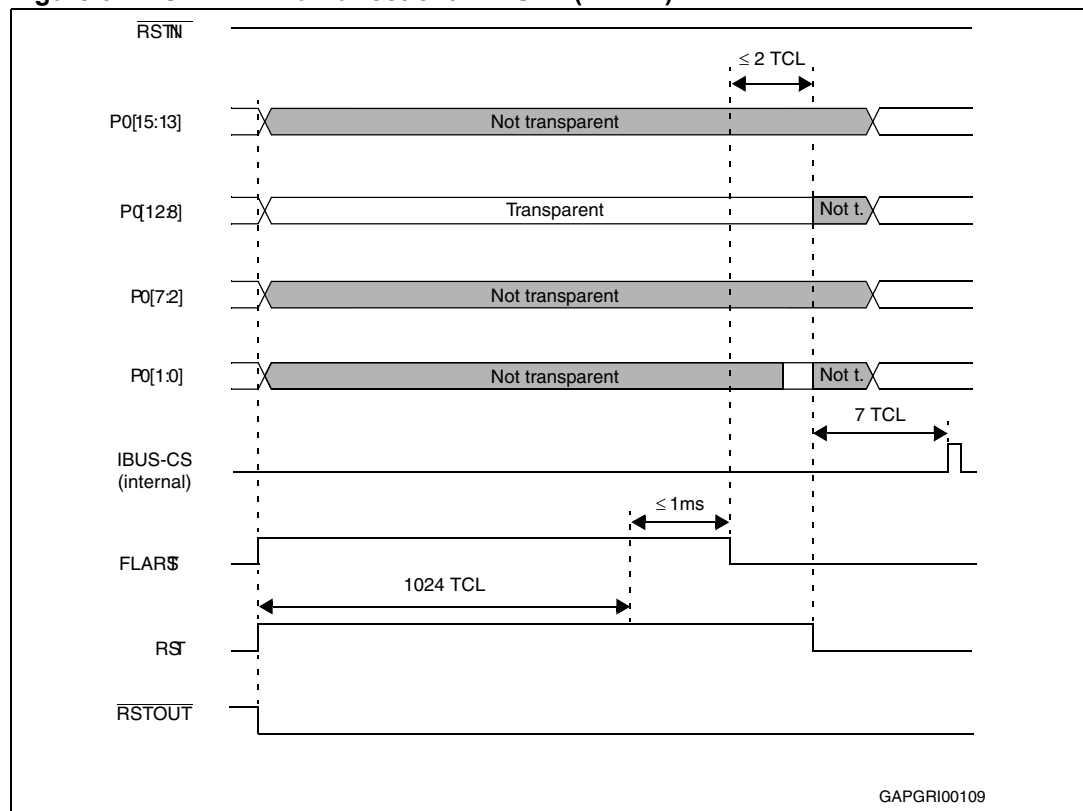 RSTIN
≤ 2 TCL
P0[15:13]
Not transparent
P0[12:8]
Transparent
Not t.
P0[7:2]
Not transparent
P0[1:0]
Not transparent
Not t.
7 TCL
IBUS-CS
(internal)
≤ 1ms
FLARST
1024 TCL
RST
RSTOUT
GAPGRI00109